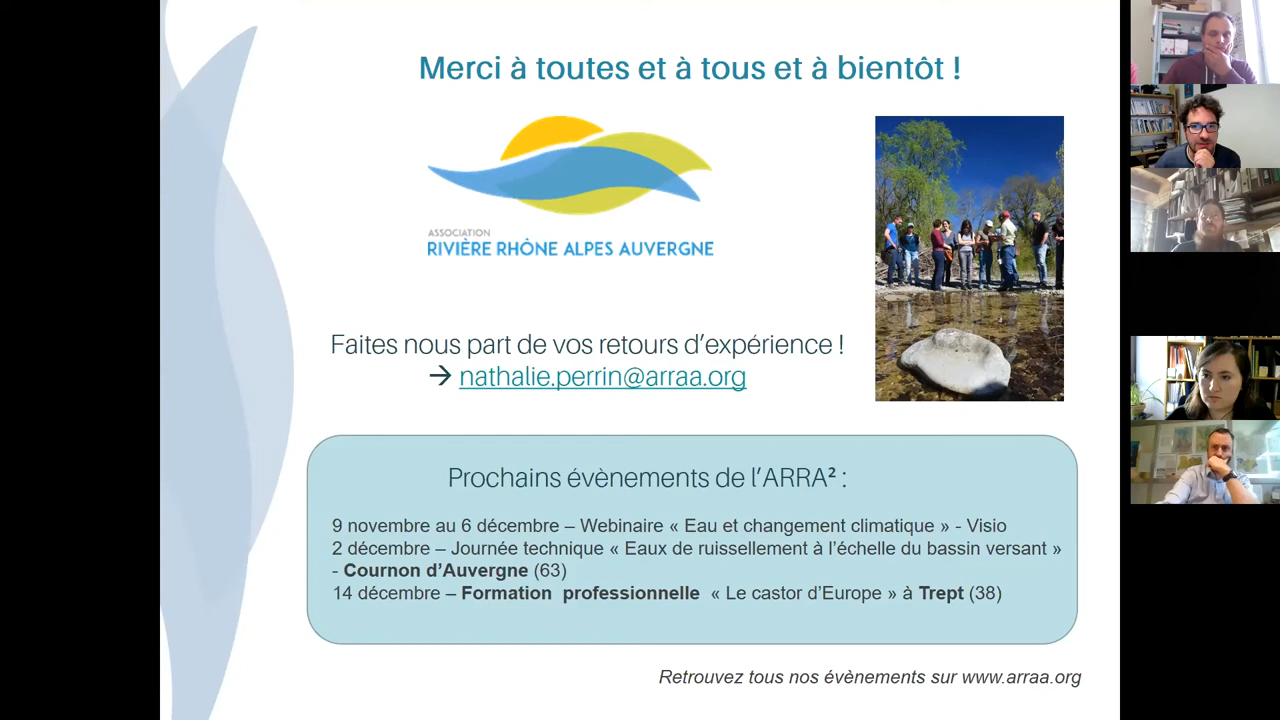 Merci à toutes et à tous et à bientôt !
ASSOCIATION
RIVIÈRE RHÔNE ALPES AUVERGNE
Faites nous part de vos retours d’expérience !
→ nathalie.perrin@arraa.org
Prochains évènements de l’ARRA² :
9 novembre au 6 décembre – Webinaire « Eau et changement climatique » - Visio
2 décembre – Journée technique « Eaux de ruissellement à l’échelle du bassin versant »
- Cournon d’Auvergne (63)
14 décembre – Formation professionnelle « Le castor d’Europe » à Trept (38)
Retrouvez tous nos évènements sur www.arraa.org